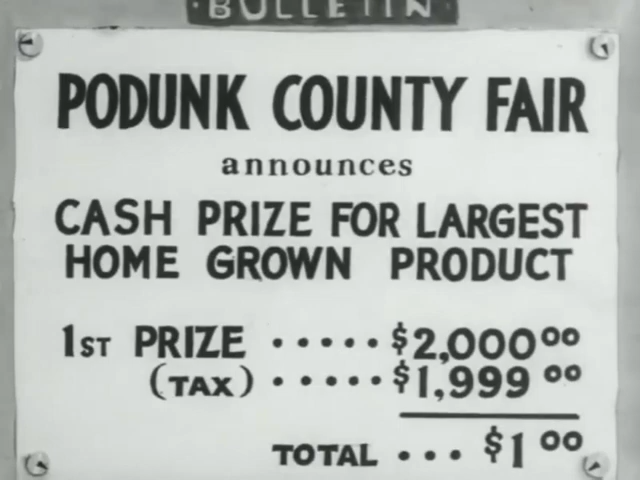 BULLETIN
PODUNK COUNTY FAIR
announces
CASH PRIZE FOR LARGEST
HOME GROWN PRODUCT
1ST PRIZE ..... $2,000 00
(TAX) ..... $1,999 00
TOTAL ... $1 00